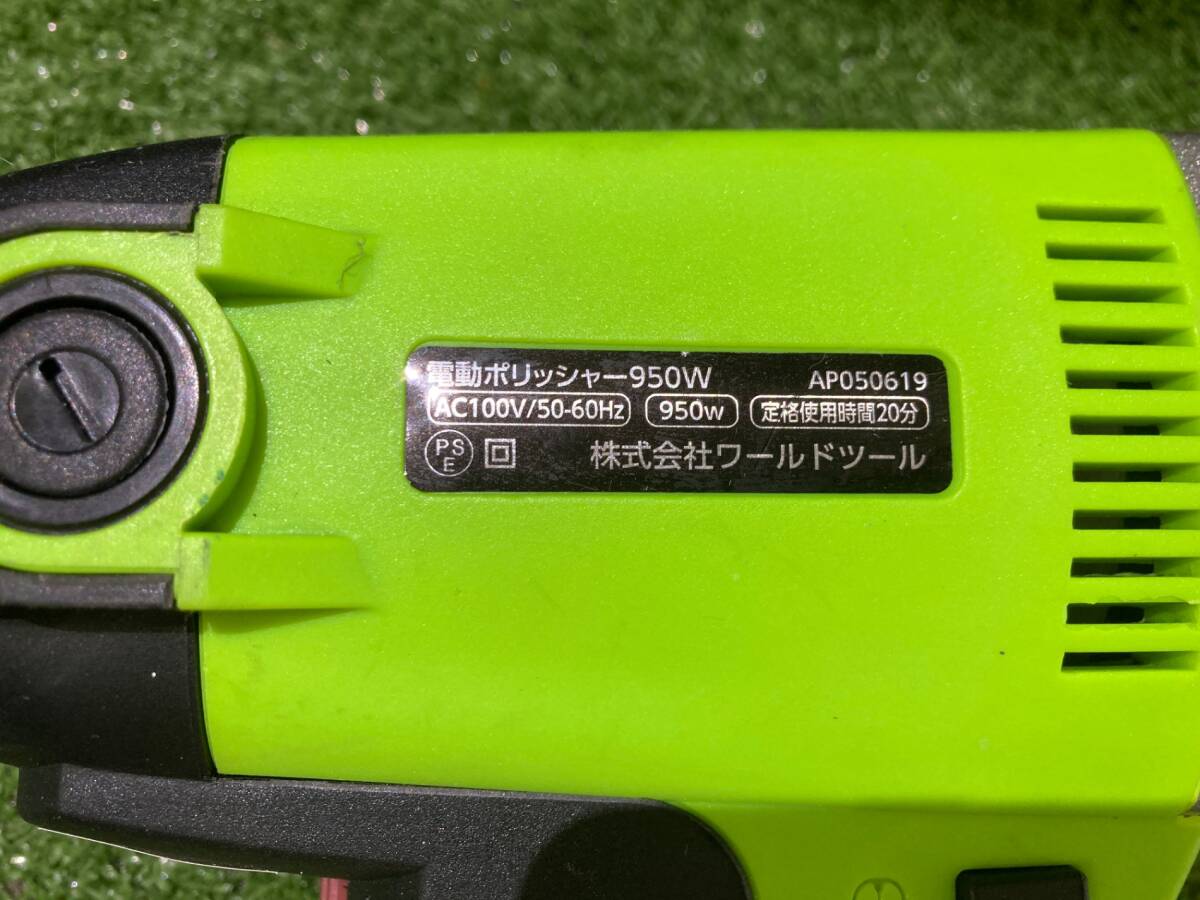 電動ポリッシャー950W AP050619
AC100V/50-60Hz 950w 定格使用時間20分
PSE 株式会社ワールドツール